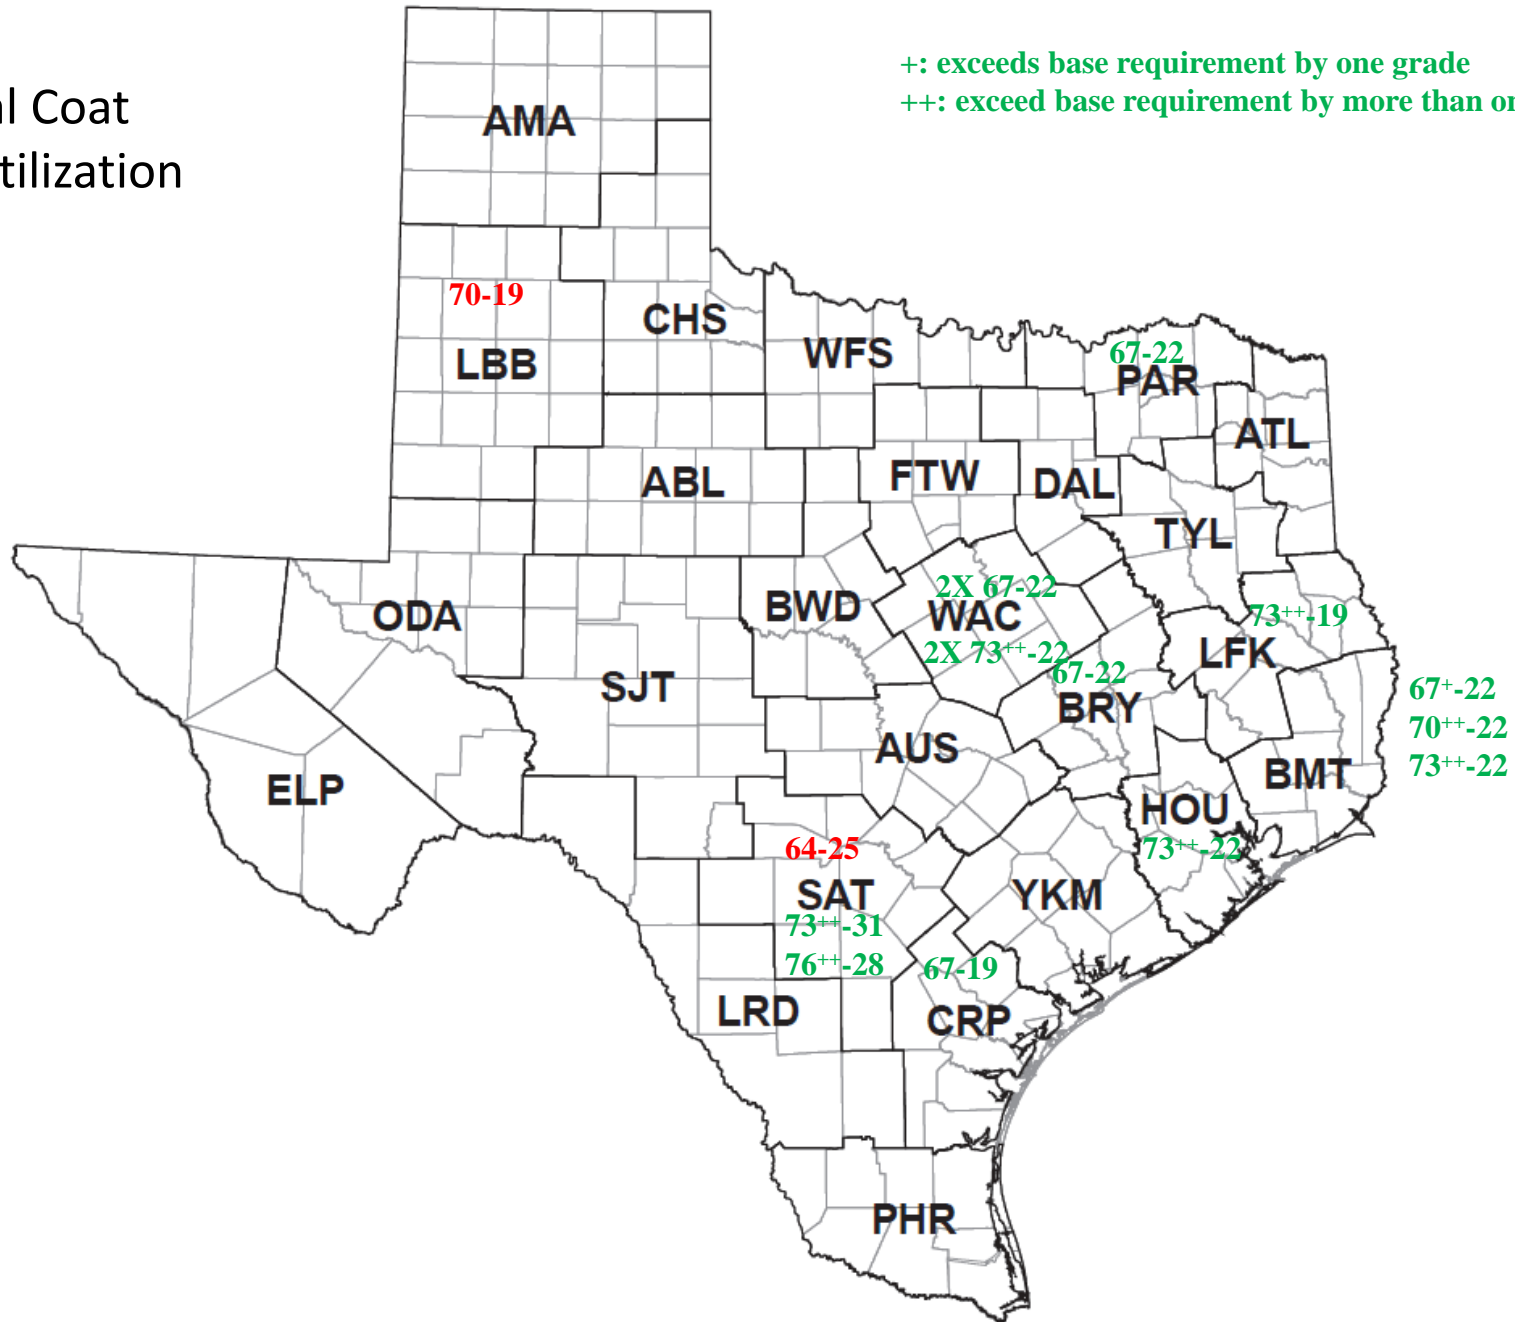 +: exceeds base requirement by one grade
++: exceed base requirement by more than
Coat
AMA
70-19
CHS
LBB
WFS
67-22
PAR
ATL
ABL
FTW
DAL
TYL
2X 67-22
ODA
BWD
WAC
73++-19
2X 73++-22
LFK
67-22
SJT
BRY
67+-22
AUS
70++-22
ELP
BMT
73++-22
HOU
64-25
73++-22
SAT
YKM
73++-31
76++-28
67-19
LRD
CRP
PHR